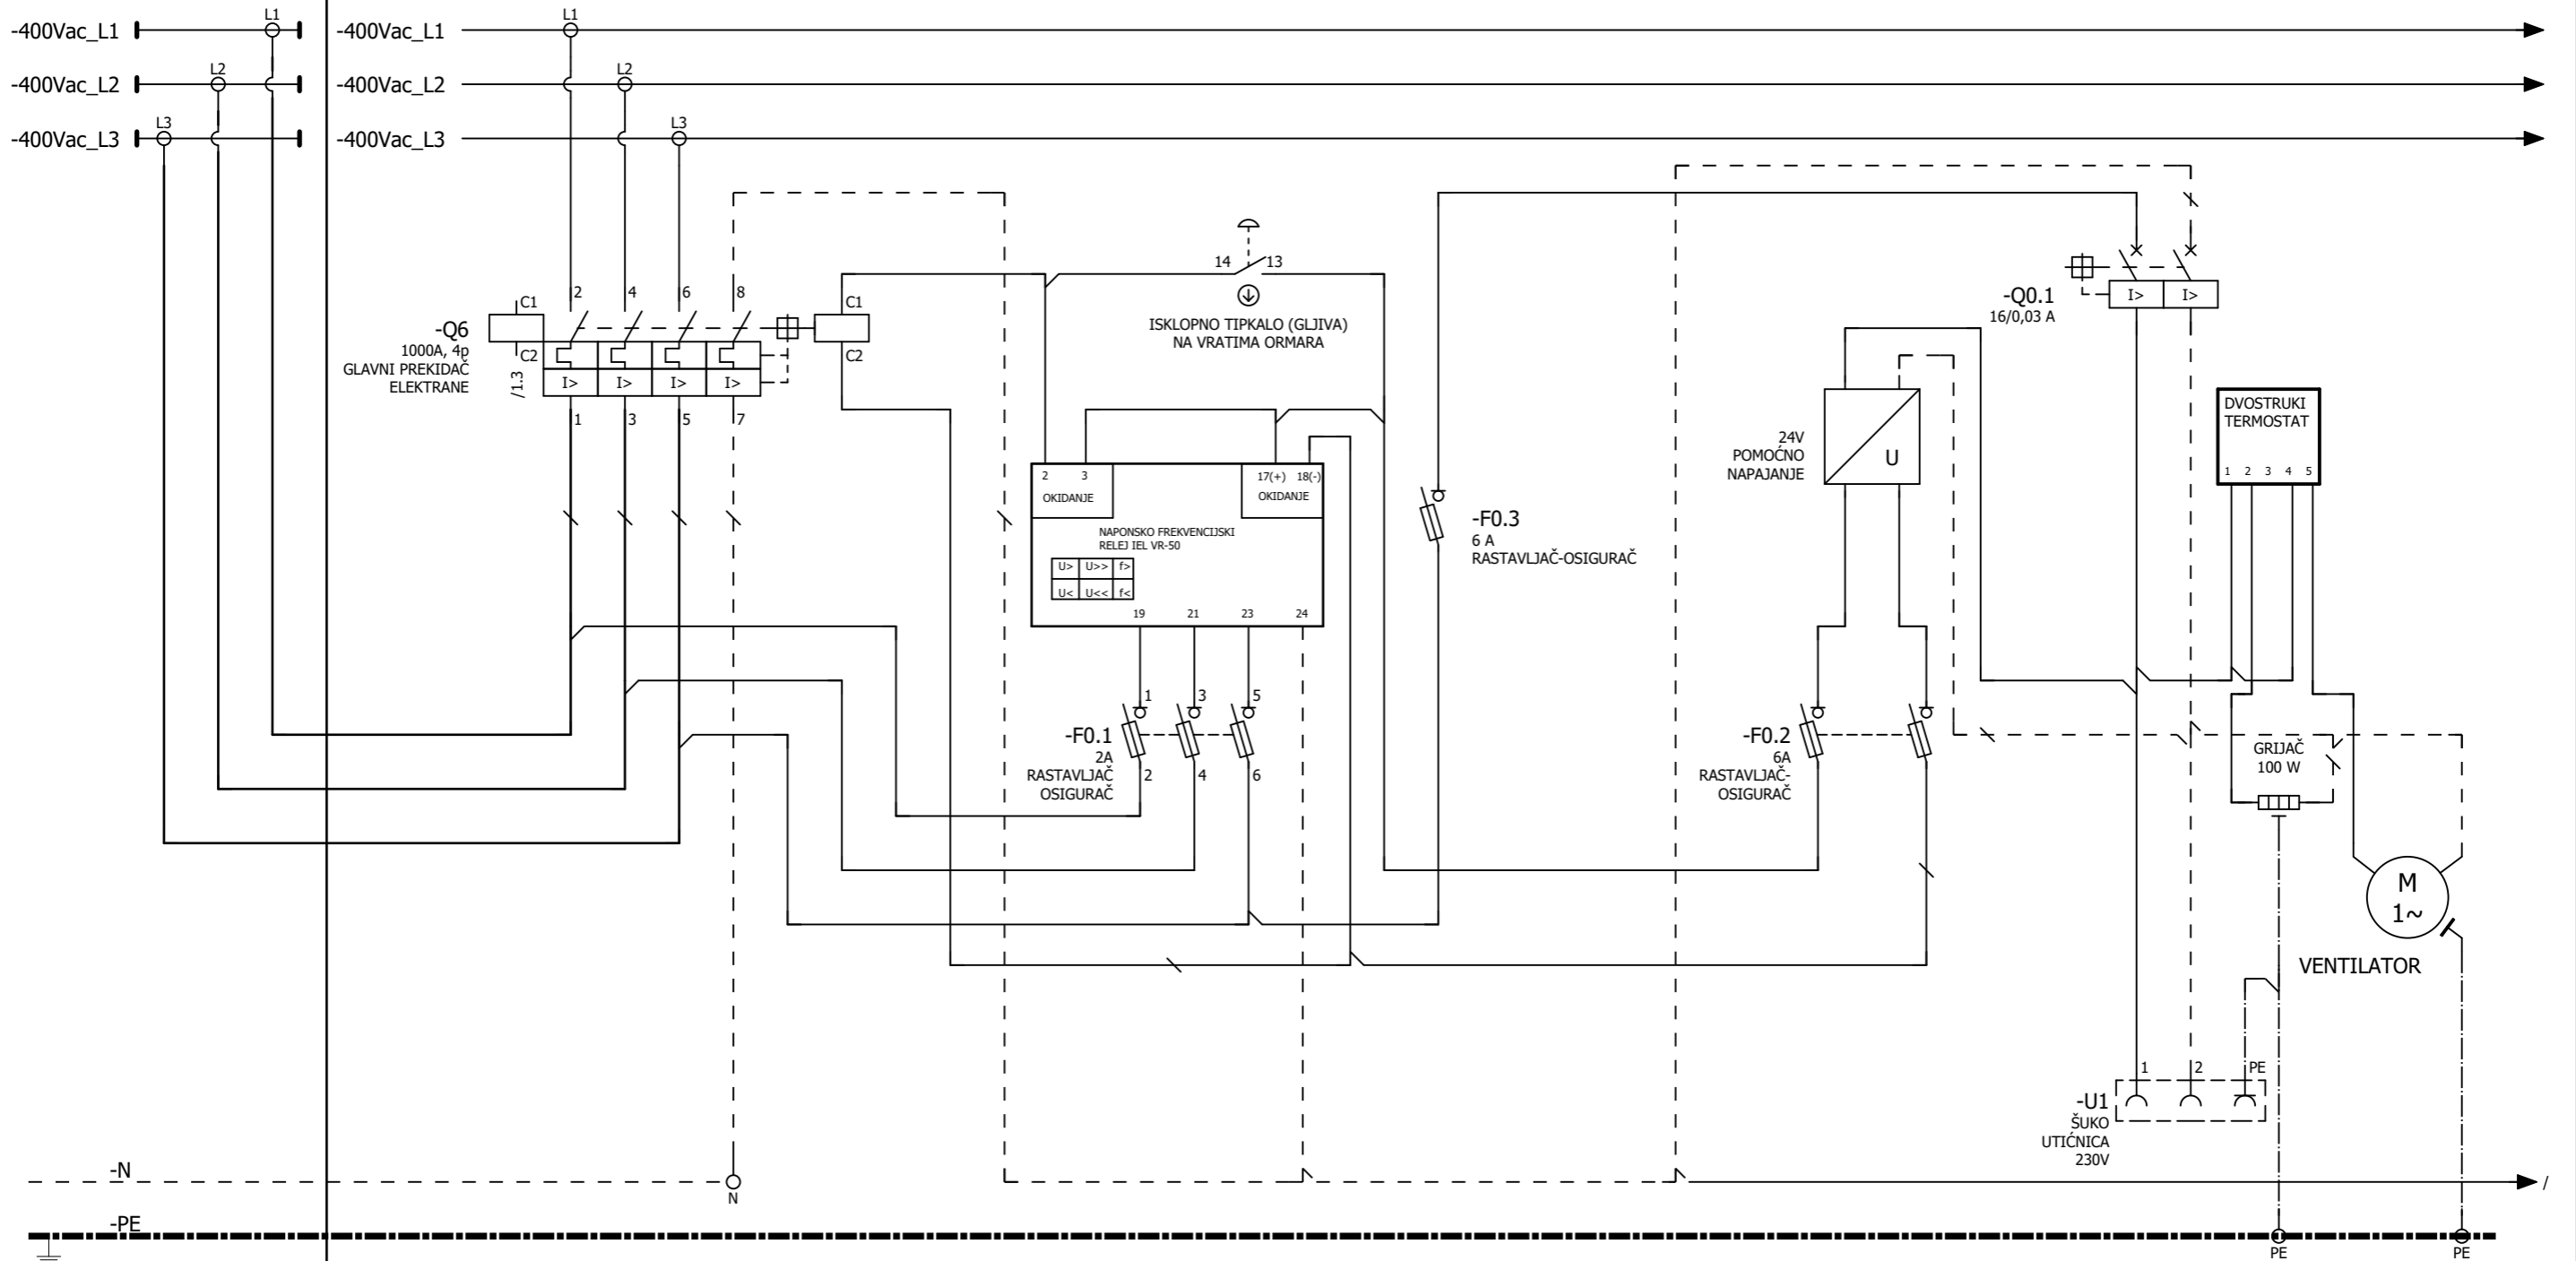 -400Vac_L1
L1
-400Vac_L1
L1
-400Vac_L2
L2
-400Vac_L2
L2
-400Vac_L3
L3
-400Vac_L3
L3
2
4
6
8
C1
C2
-Q6
1000A, 4p
GLAVNI PREKIDAČ
ELEKTRANE
/1.3
I>
I>
I>
I>
1
3
5
7
C1
C2
14
13
ISKLOPNO TIPKALO (GLJIVA)
NA VRATIMA ORMARA
2
3
OKIDANJE
17(+)
18(-)
OKIDANJE
NAPONSKO FREKVENCIJSKI
RELEJ IEL VR-50
U> U>> f>
U< U<< f<
19
21
23
24
-F0.1
2A
RASTAVLJAČ
OSIGURAČ
1
3
5
2
4
6
-F0.3
6 A
RASTAVLJAČ-OSIGURAČ
24V
POMOĆNO
NAPAJANJE
U
-F0.2
6A
RASTAVLJAČ-
OSIGURAČ
-Q0.1
16/0,03 A
I>
I>
DVOSTRUKI
TERMOSTAT
1 2 3 4 5
GRIJAČ
100 W
M
1~
VENTILATOR
1
2
PE
-U1
ŠUKO
UTIĆNICA
230V
-N
N
/
-PE
PE
PE